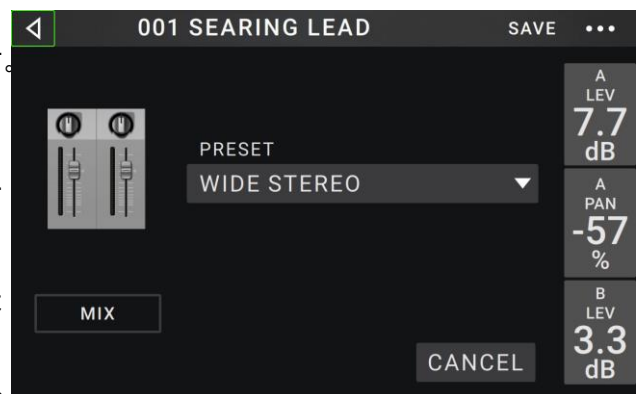 001 SEARING LEAD SAVE
A
LEV
7.7
dB
PRESET
WIDE STEREO
A
PAN
-57
%
MIX
B
LEV
3.3
dB
CANCEL